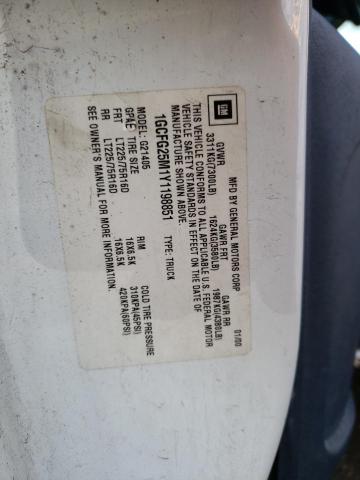 GM
MFD BY GENERAL MOTORS CORP 01/00
GVWR GAWR FRT GAWR RR
3311KG(7300LB) 1624KG(3580LB) 1987KG(4380LB)
THIS VEHICLE CONFORMS TO ALL APPLICABLE U.S. FEDERAL MOTOR
VEHICLE SAFETY STANDARDS IN EFFECT ON THE DATE OF
MANUFACTURE SHOWN ABOVE.
1GCFG25M1Y1198851 TYPE: TRUCK
MODEL: G21405
GPAE TIRE SIZE RIM COLD TIRE PRESSURE
FRT LT225/75R16D 16X6.5K 310KPA(45PSI)
RR LT225/75R16D 16X6.5K 420KPA(60PSI)
SEE OWNER'S MANUAL FOR MORE INFORMATION